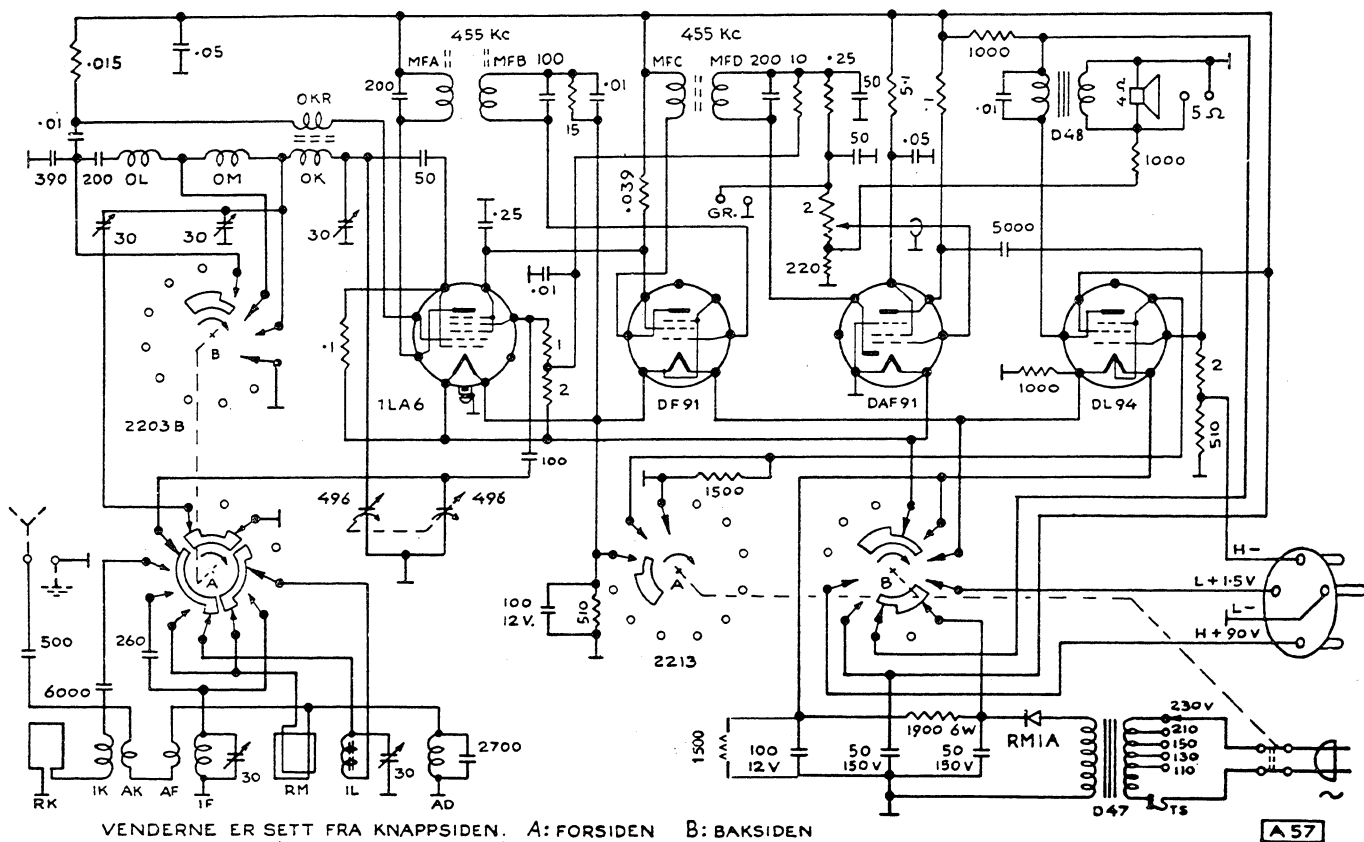 455 Kc
455 Kc
.015
.05
MFA
MFB
100
200
.01
15
MFC
MFD
200
10
.25
50
5.1
.1
1000
.01
D48
4 Ω
5 Ω
1000
OKR
.01
390
200
OL
OM
OK
50
30
30
30
.25
.039
50
.05
GR.
2
220
5000
.01
B
.1
1
2
1LA6
DF91
DAF91
1000
DL94
2
510
2203B
100
496
496
1500
A
A
B
H-
L+1.5V
L-
H+90V
500
260
6000
100
12V.
510
2213
230V
210
150
130
110
1500
1900 6W
RM1A
100
12V
50
150V
50
150V
30
30
2700
RK
1K
AK
AF
1F
RM
1L
AD
D47
TS
VENDERNE ER SETT FRA KNAPPSIDEN. A: FORSIDEN B: BAKSIDEN
A57